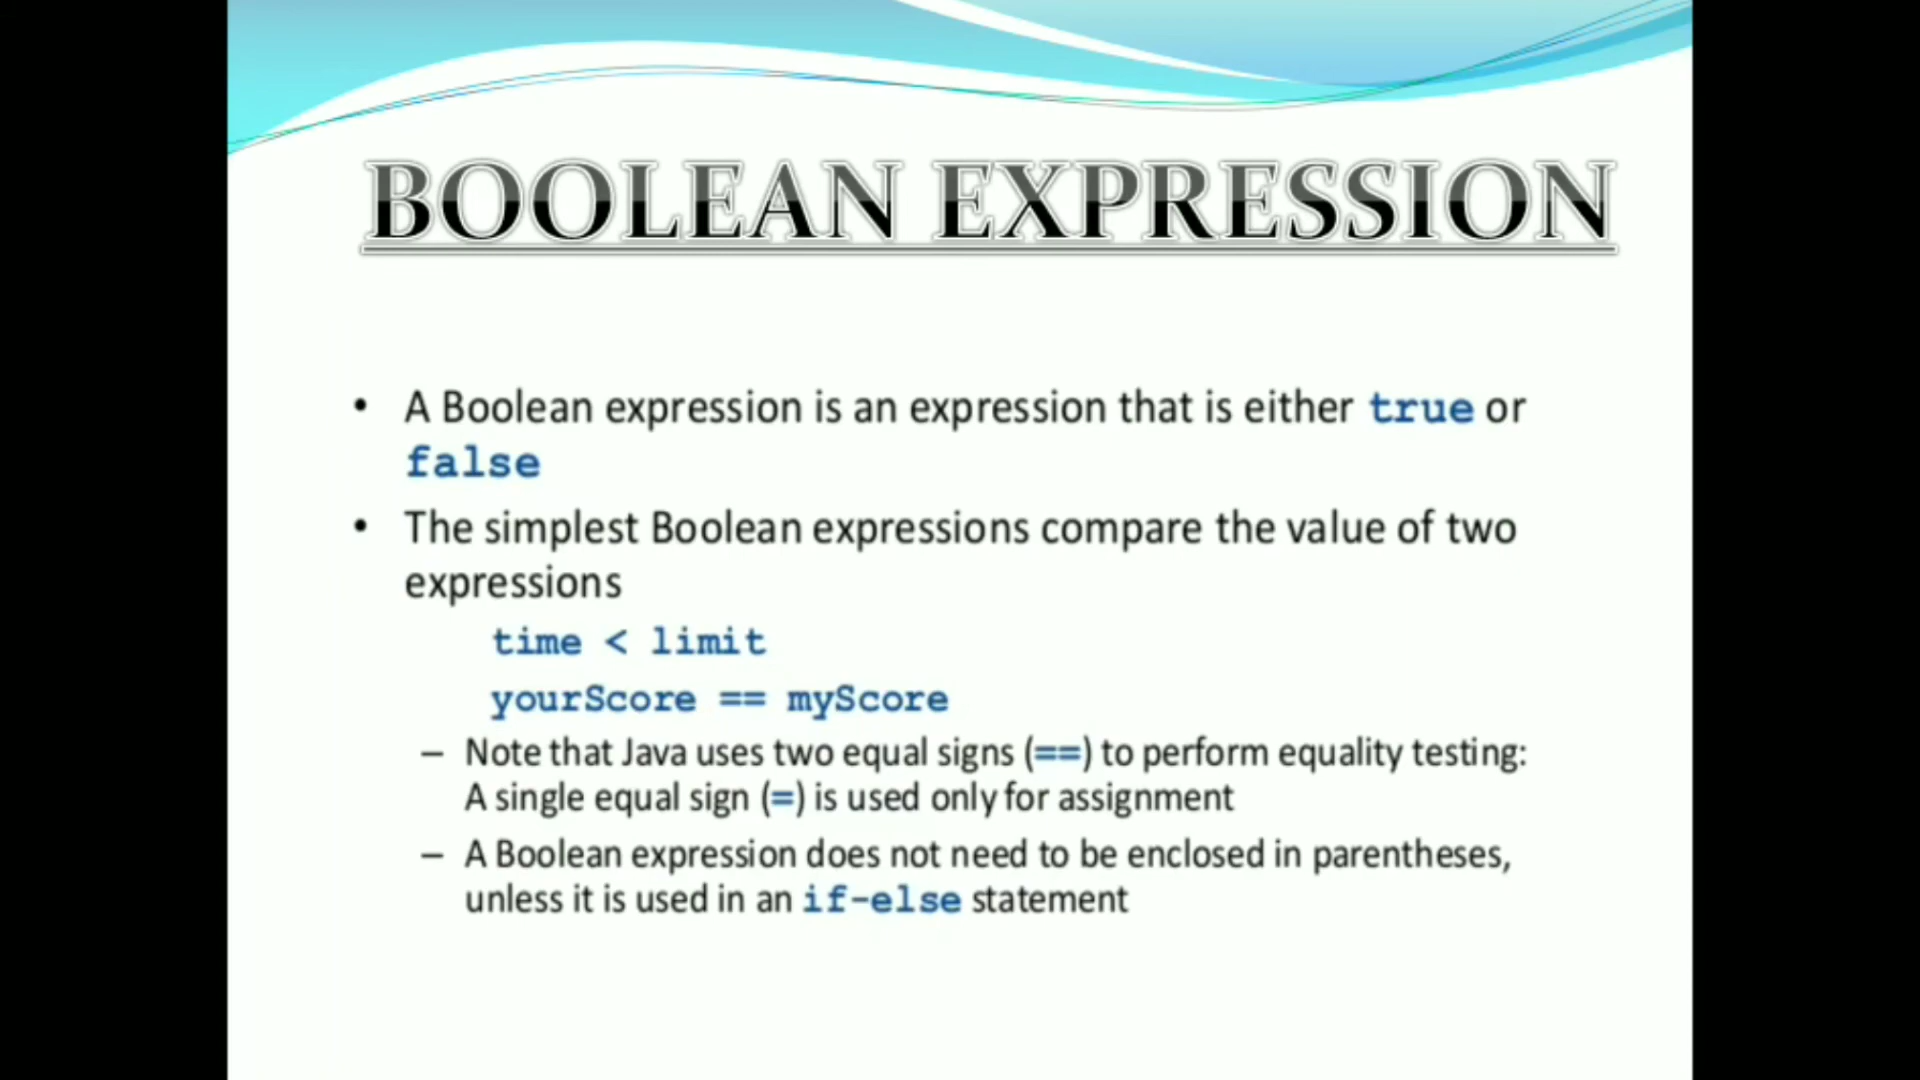 BOOLEAN EXPRESSION
• A Boolean expression is an expression that is either true or
false
• The simplest Boolean expressions compare the value of two
expressions
time < limit
yourScore == myScore
– Note that Java uses two equal signs (==) to perform equality testing:
A single equal sign (=) is used only for assignment
– A Boolean expression does not need to be enclosed in parentheses,
unless it is used in an if-else statement